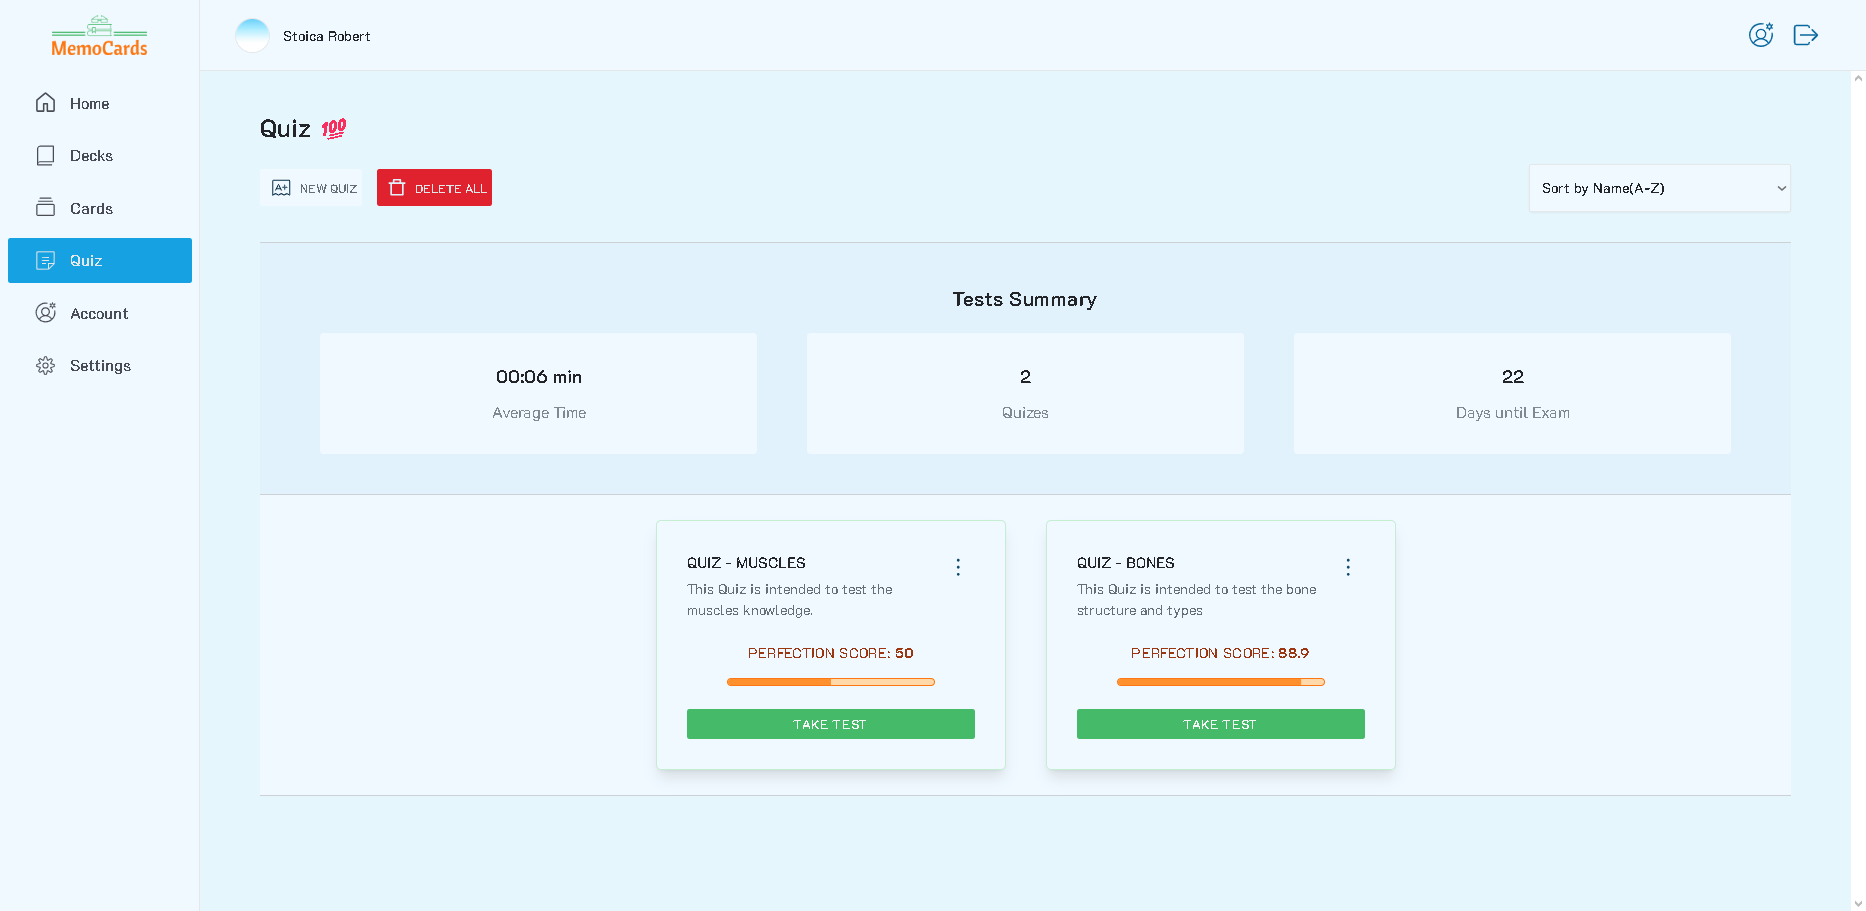 MemoCards
Stoica Robert
Home
Decks
Cards
Quiz
Account
Settings
Quiz 💯
NEW QUIZ
DELETE ALL
Sort by Name(A-Z)
Tests Summary
00:06 min
Average Time
2
Quizes
22
Days until Exam
QUIZ - MUSCLES
This Quiz is intended to test the
muscles knowledge.
PERFECTION SCORE: 50
TAKE TEST
QUIZ - BONES
This Quiz is intended to test the bone
structure and types
PERFECTION SCORE: 88.9
TAKE TEST